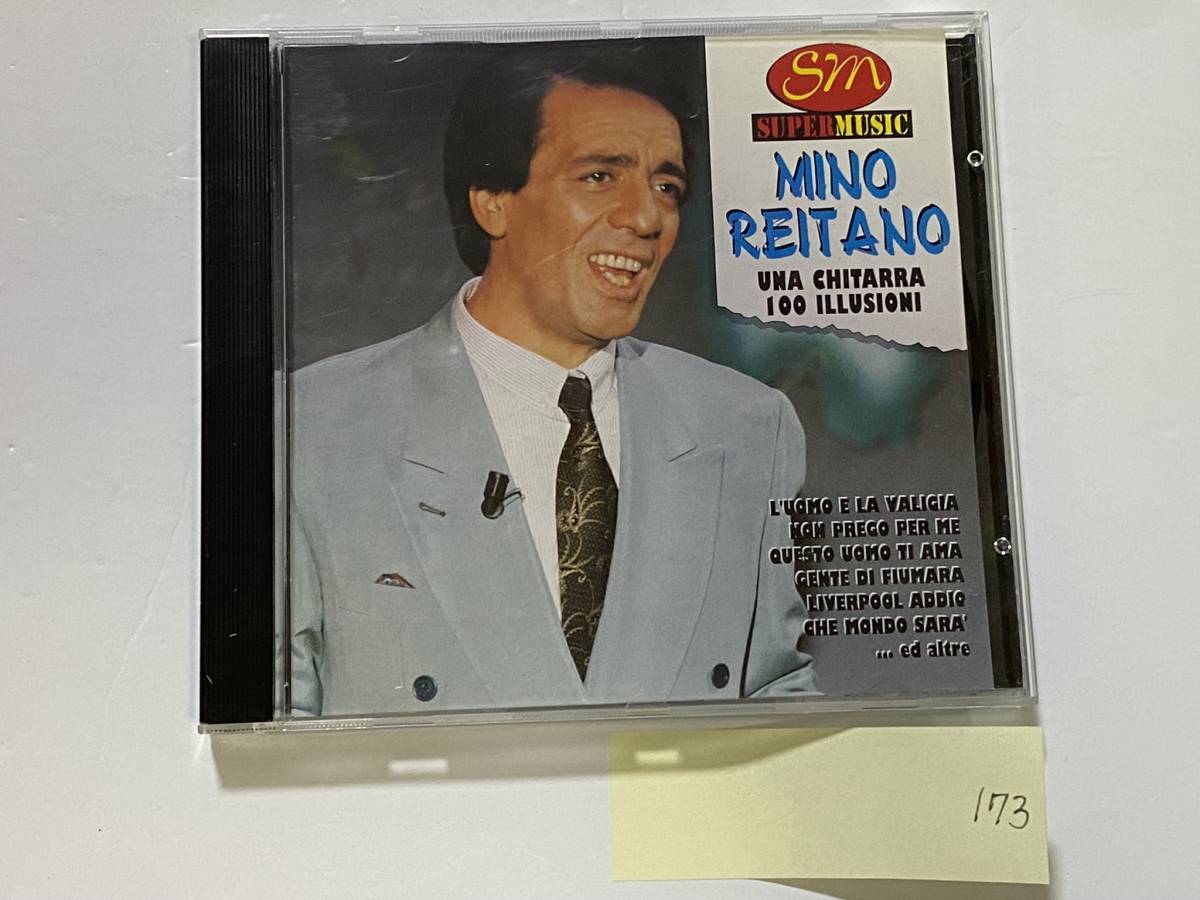 SM
SUPERMUSIC
MINO
REITANO
UNA CHITARRA
100 ILLUSIONI
L'UOMO E LA VALIGIA
NON PREGO PER ME
QUESTO UOMO TI AMA
GENTE DI FIUMARA
LIVERPOOL ADDIO
CHE MONDO SARA'
... ed altre
173